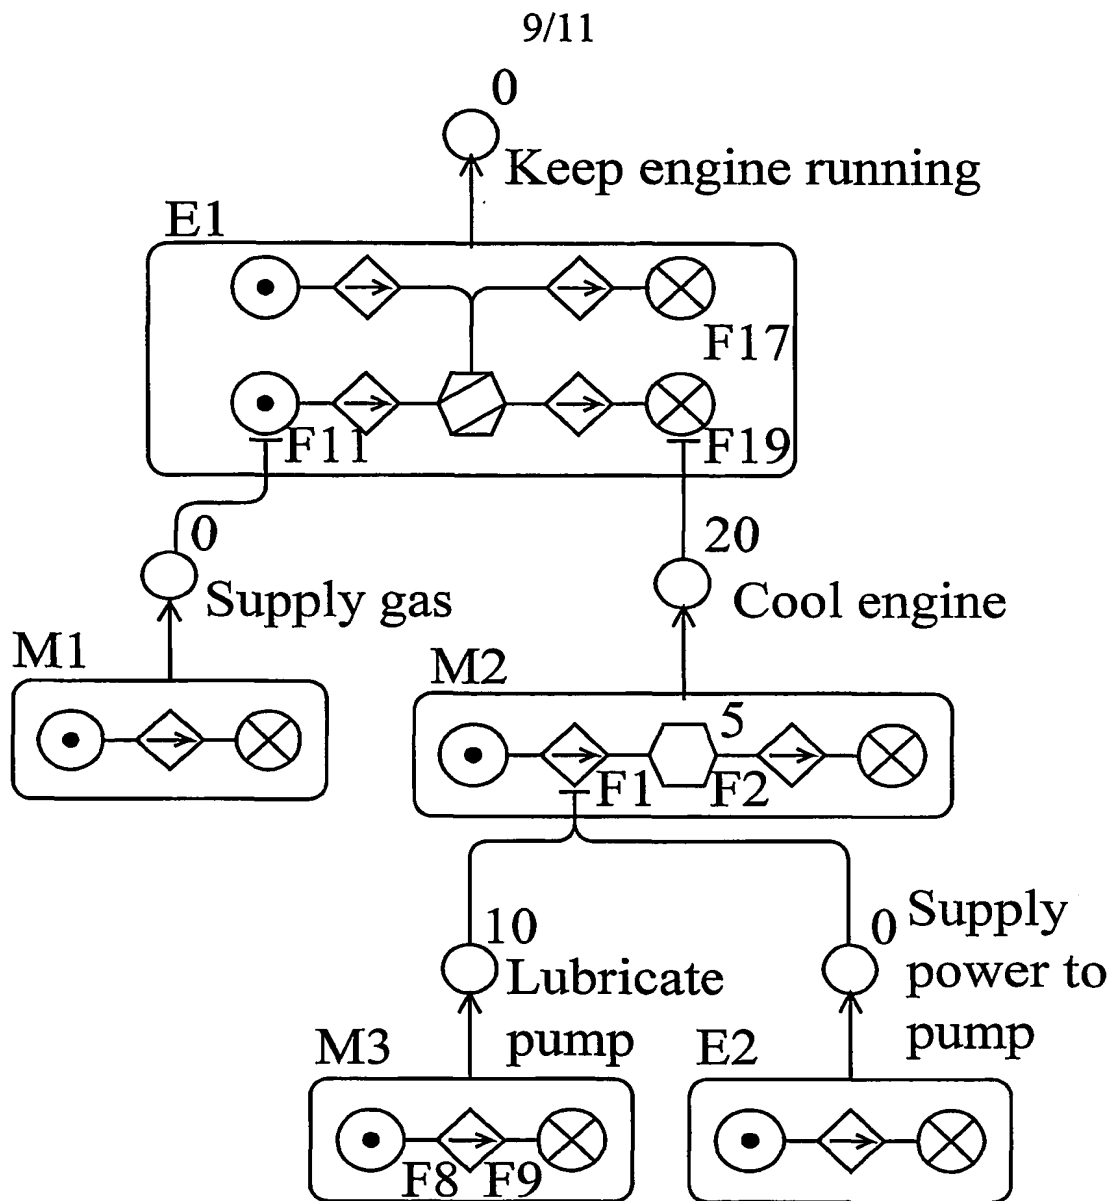 9/11
0
Keep engine running
E1
F17
F11
F19
0
20
Supply gas
Cool engine
M1
M2
5
F1
F2
10
0
Supply
power to
pump
Lubricate
pump
M3
E2
F8
F9